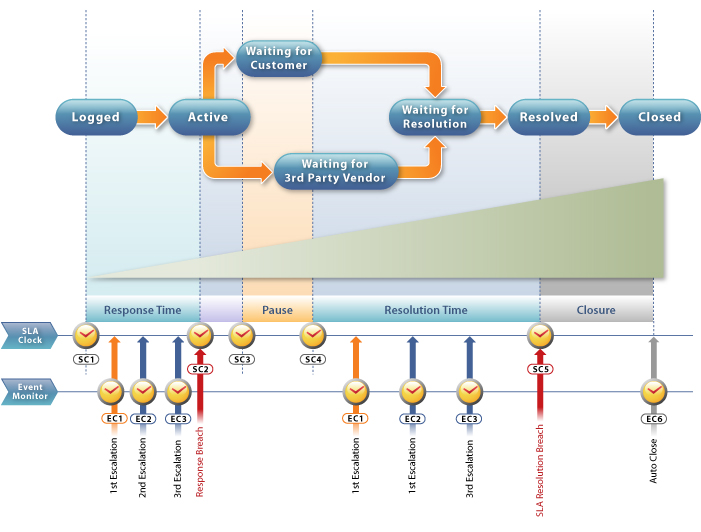 Waiting for
Customer
Logged
Active
Waiting for
Resolution
Resolved
Closed
Waiting for
3rd Party Vendor
Response Time
Pause
Resolution Time
Closure
SLA
Clock
SC1
SC2
SC3
SC4
SC5
Event
Monitor
EC1
EC2
EC3
EC1
EC2
EC3
EC6
1st Escalation
2nd Escalation
3rd Escalation
Response Breach
1st Escalation
1st Escalation
3rd Escalation
SLA Resolution Breach
Auto Close